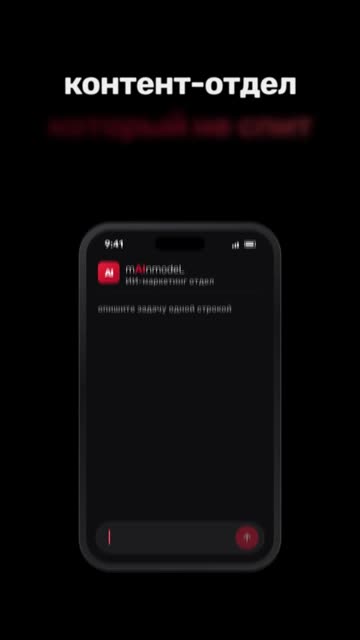 контент-отдел
который не спит
9:41
AI
mAInmodel.
ИИ-маркетинг отдел
опишите задачу одной строкой